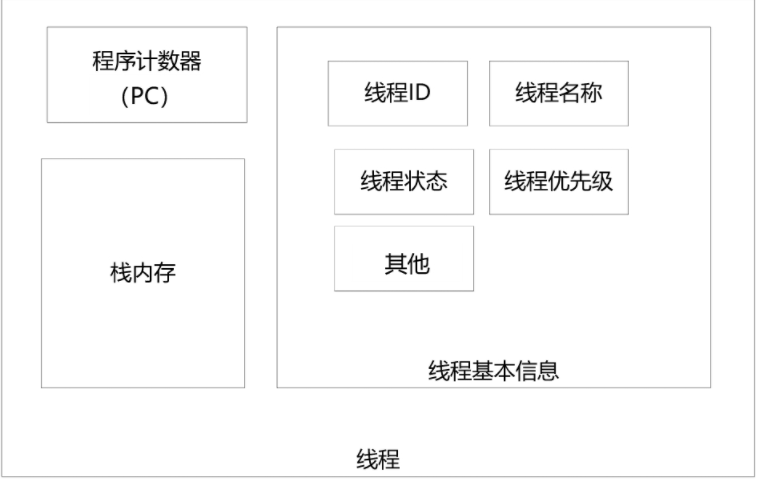 程序计数器
（PC）
线程ID
线程名称
线程状态
线程优先级
栈内存
其他
线程基本信息
线程